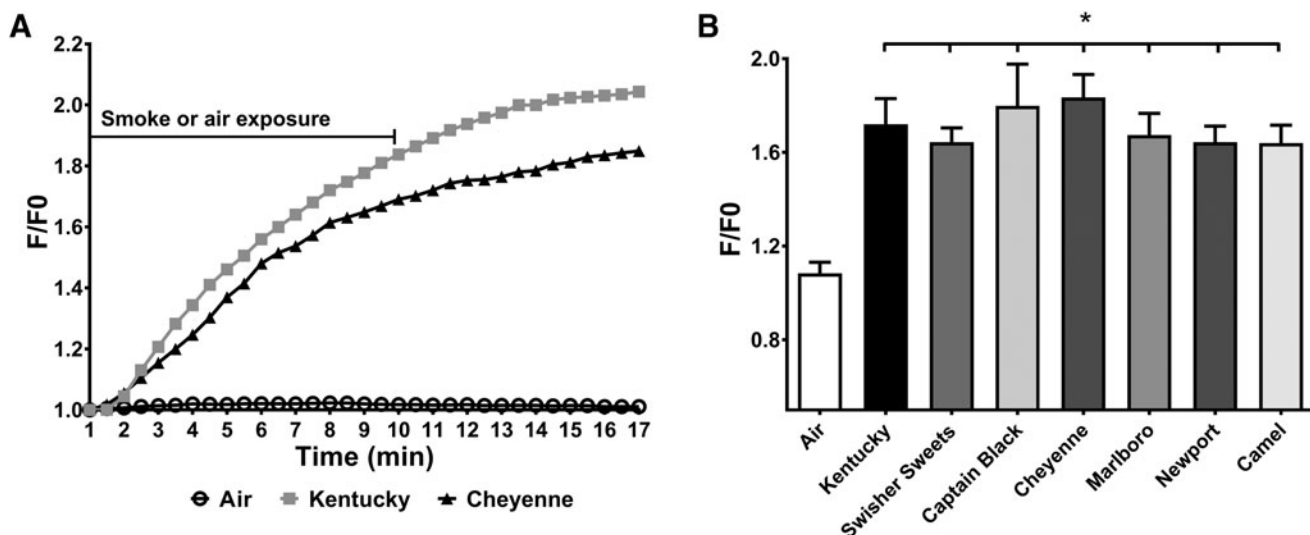 A
2.2
2.0
1.8
1.6
1.4
1.2
1.0
F/F0
Smoke or air exposure
1 2 3 4 5 6 7 8 9 10 11 12 13 14 15 16 17
Time (min)
Air Kentucky Cheyenne
B
*
2.0
1.6
1.2
0.8
F/F0
Air
Kentucky
Swisher Sweets
Captain Black
Cheyenne
Marlboro
Newport
Camel